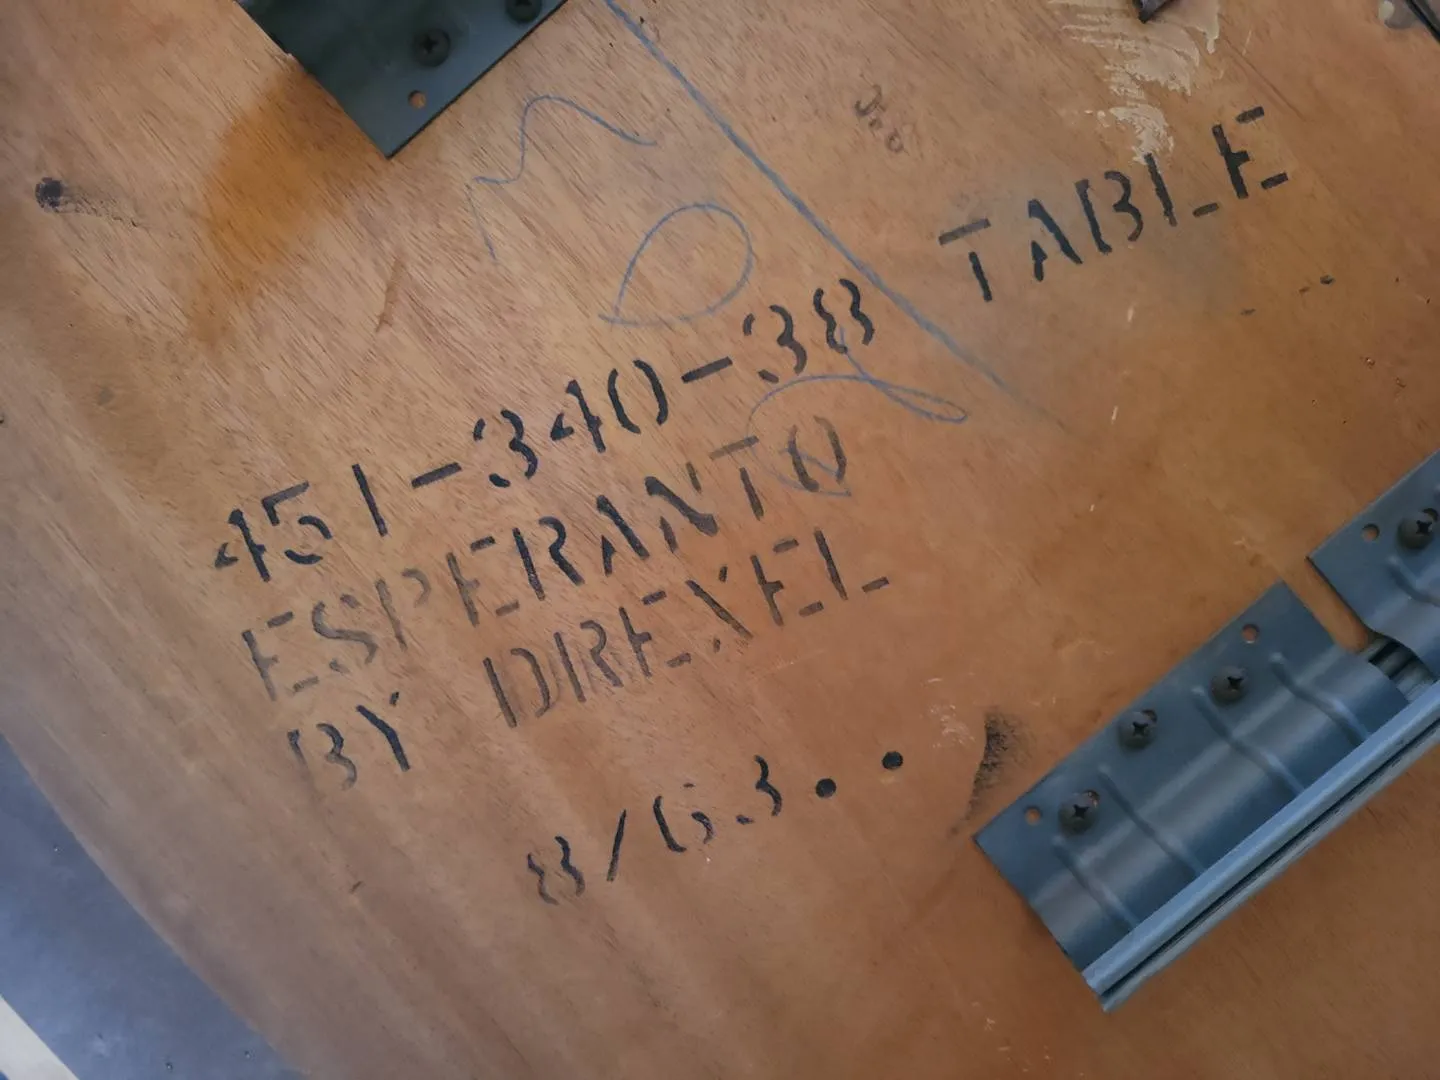 TABLE
451-340-38
ESPERANTO
BY DREXEL
8/63..